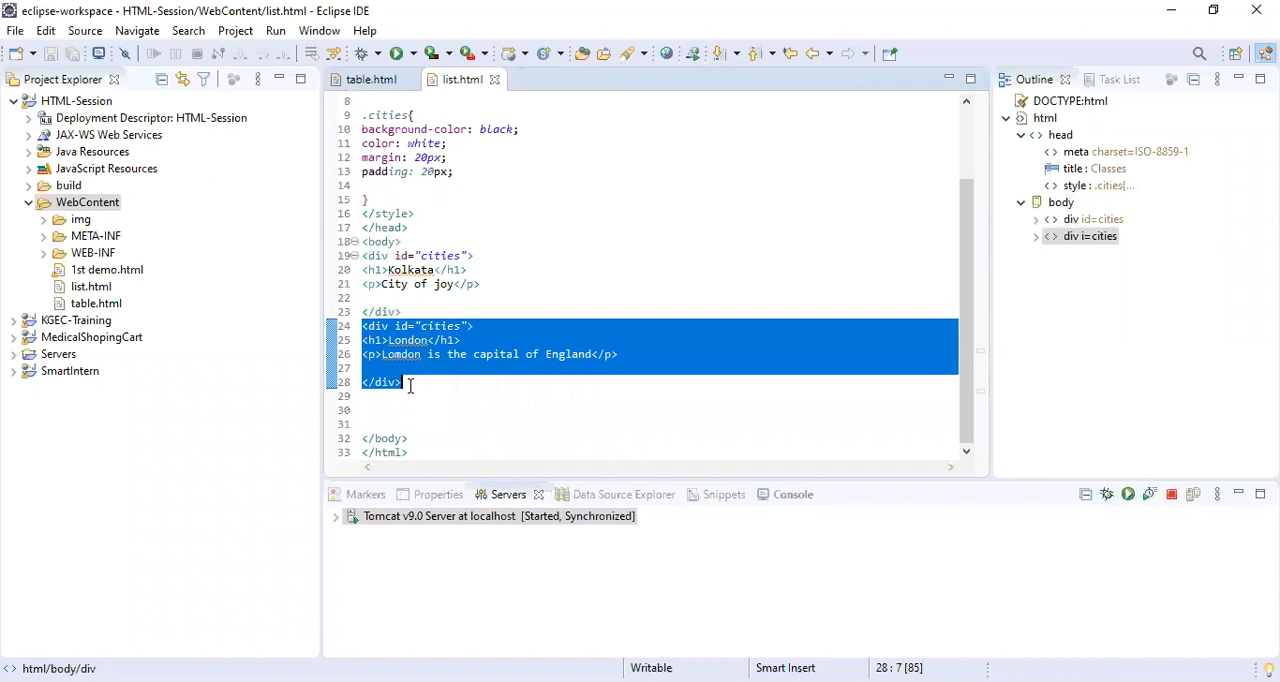 eclipse-workspace - HTML-Session/WebContent/list.html - Eclipse IDE
File Edit Source Navigate Search Project Run Window Help
Project Explorer
HTML-Session
Deployment Descriptor: HTML-Session
JAX-WS Web Services
Java Resources
JavaScript Resources
build
WebContent
img
META-INF
WEB-INF
1st demo.html
list.html
table.html
KGEC-Training
MedicalShopingCart
Servers
SmartIntern
table.html list.html
8
9 .cities{
10 background-color: black;
11 color: white;
12 margin: 20px;
13 padding: 20px;
14
15 }
16 </style>
17 </head>
18 <body>
19 <div id="cities">
20 <h1>Kolkata</h1>
21 <p>City of joy</p>
22
23 </div>
24 <div id="cities">
25 <h1>London</h1>
26 <p>Lomdon is the capital of England</p>
27
28 </div>
29
30
31
32 </body>
33 </html>
Outline Task List
DOCTYPE:html
html
head
meta charset=ISO-8859-1
title : Classes
style : .cities{...
body
div id=cities
div i=cities
Markers Properties Servers Data Source Explorer Snippets Console
Tomcat v9.0 Server at localhost [Started, Synchronized]
html/body/div Writable Smart Insert 28 : 7 [85]